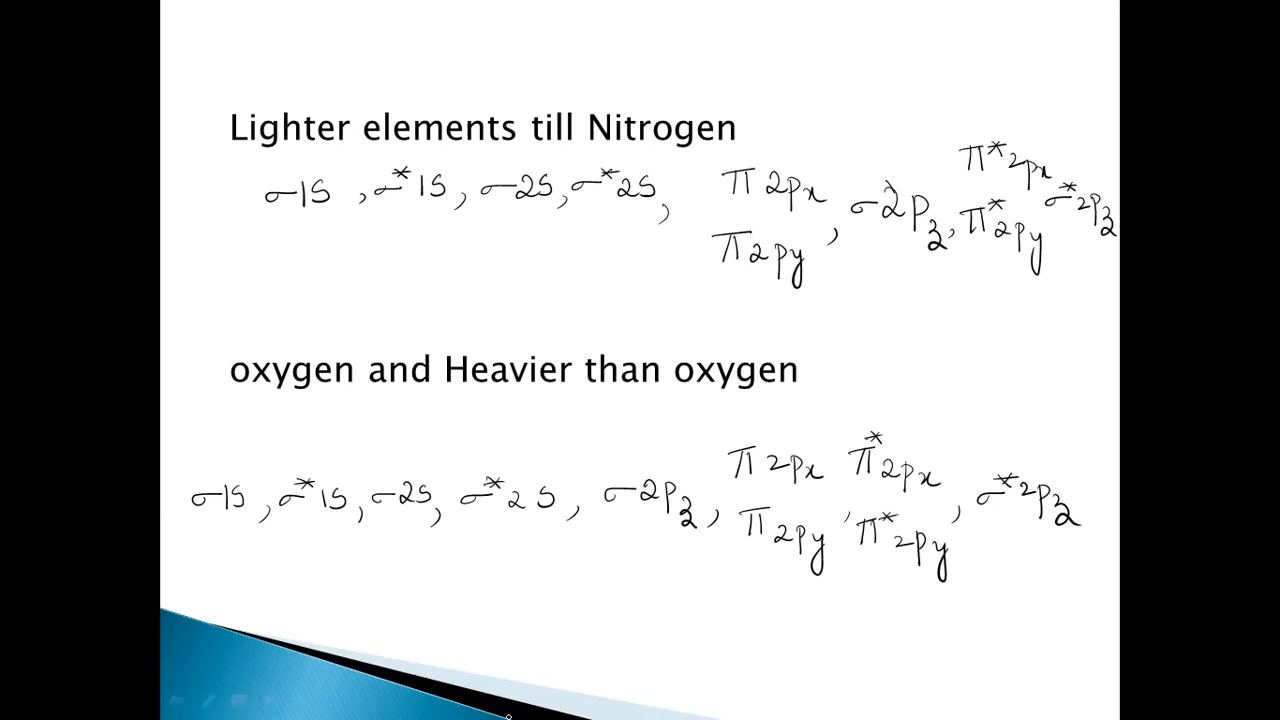 Lighter elements till Nitrogen
σ1s , σ*1s , σ2s , σ*2s , π2px π2py , σ2pz , π*2px π*2py σ*2pz
oxygen and Heavier than oxygen
σ1s , σ*1s , σ2s , σ*2s , σ2pz , π2px π2py , π*2px π*2py , σ*2pz